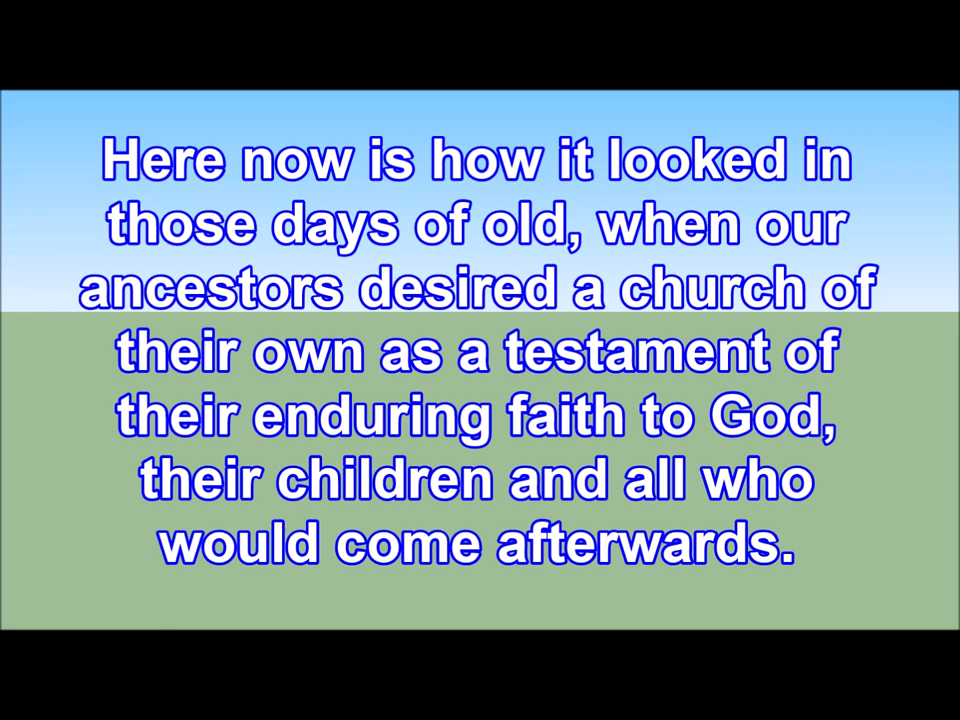 Here now is how it looked in
those days of old, when our
ancestors desired a church of
their own as a testament of
their enduring faith to God,
their children and all who
would come afterwards.